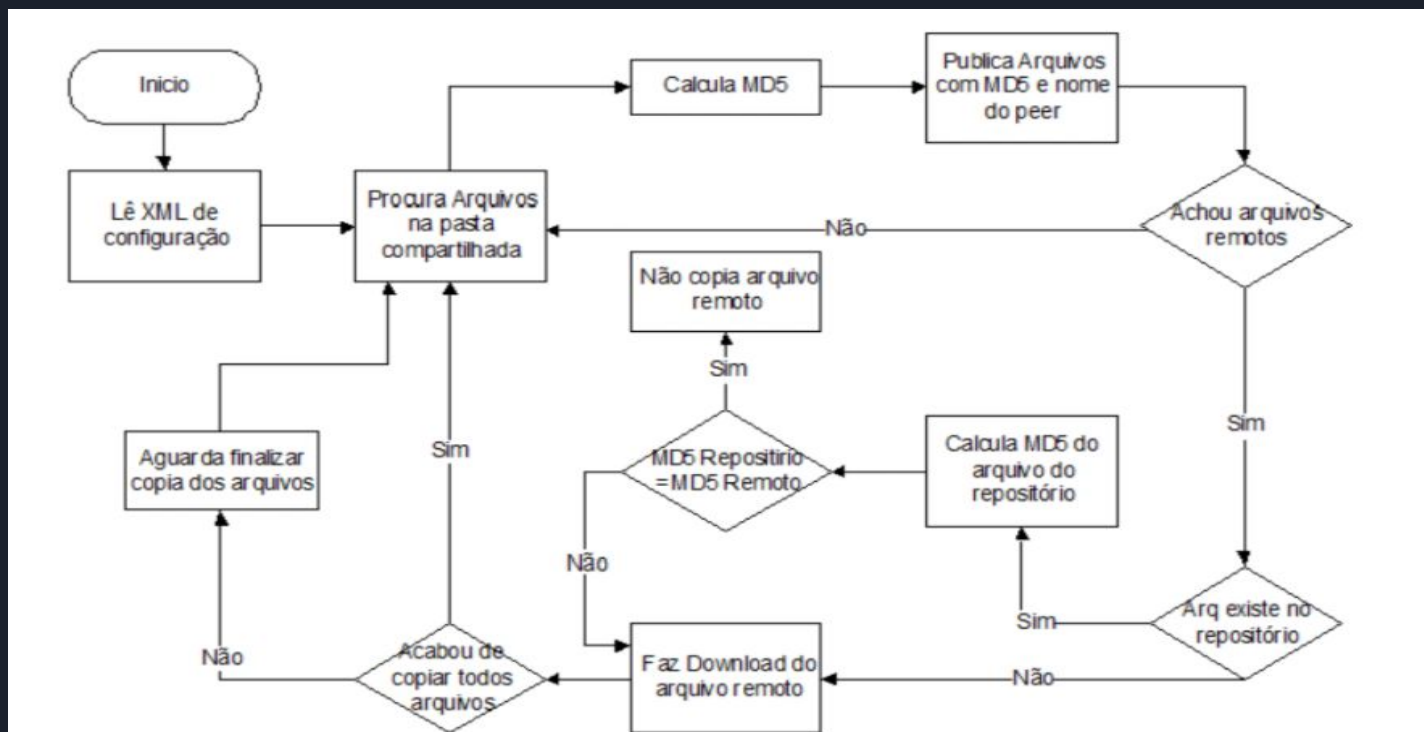 Inicio
Calcula MD5
Publica Arquivos
com MD5 e nome
do peer
Lê XML de
configuração
Procura Arquivos
na pasta
compartilhada
Não
Achou arquivos
remotos
Não copia arquivo
remoto
Sim
Sim
Sim
Aguarda finalizar
copia dos arquivos
MD5 Repositirio
=MD5 Remoto
Calcula MD5 do
arquivo do
repositório
Não
Sim
Arq existe no
repositório
Não
Acabou de
copiar todos
arquivos
Faz Download do
arquivo remoto
Não